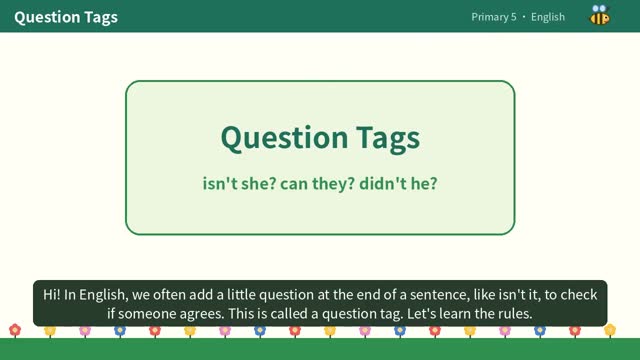 Question Tags
Primary 5 • English
Question Tags
isn't she? can they? didn't he?
Hi! In English, we often add a little question at the end of a sentence, like isn't it, to check
if someone agrees. This is called a question tag. Let's learn the rules.